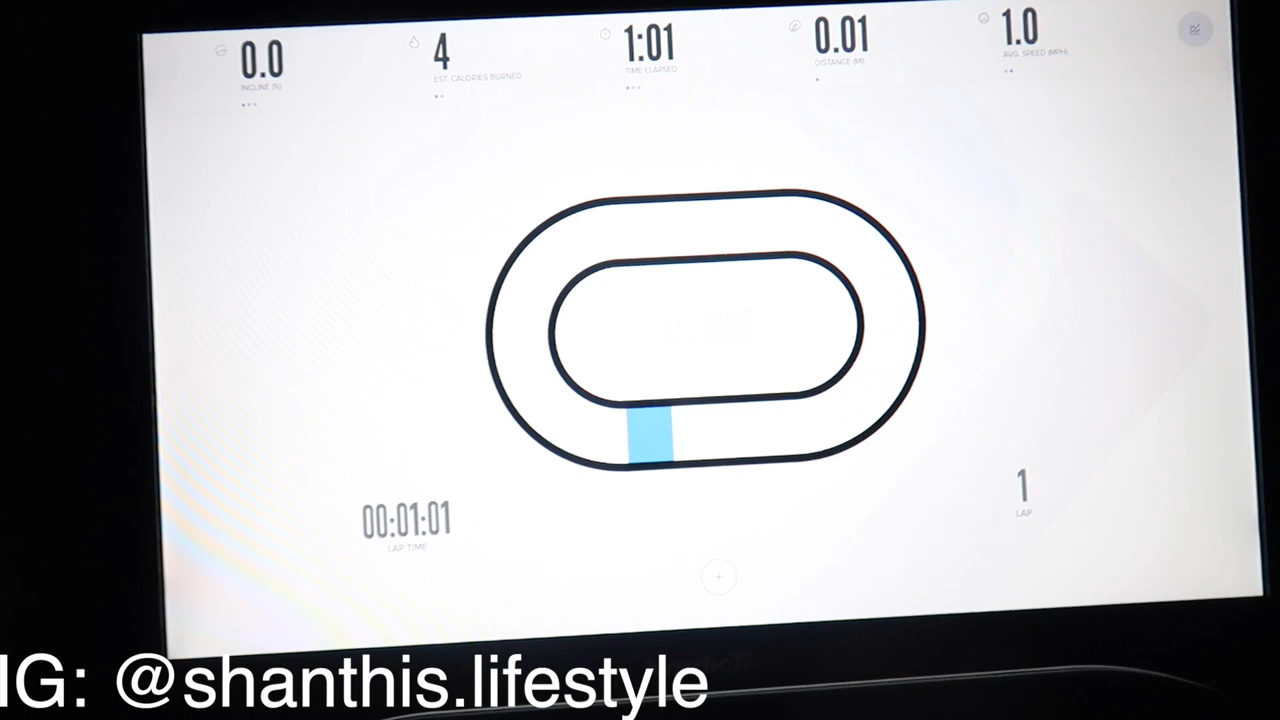 0.0 4 1:01 0.01 1.0
INCLINE (%) EST. CALORIES BURNED TIME ELAPSED DISTANCE (MI) AVG. SPEED (MPH)
00:01:01 1
LAP TIME LAP
+
IG: @shanthis.lifestyle